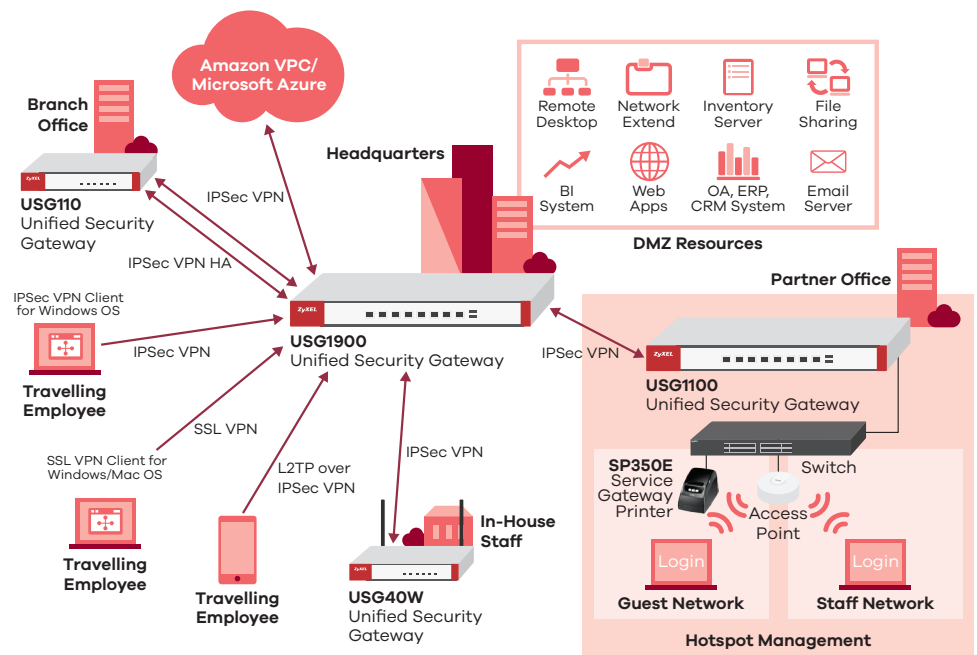 Amazon VPC/
Microsoft Azure
Branch
Office
ZyXEL
USG110
Unified Security
Gateway
IPSec VPN
IPSec VPN HA
Headquarters
Remote
Desktop
Network
Extend
Inventory
Server
File
Sharing
BI
System
Web
Apps
OA, ERP,
CRM System
Email
Server
DMZ Resources
ZyXEL
USG1900
Unified Security Gateway
IPSec VPN Client
for Windows OS
IPSec VPN
Travelling
Employee
SSL VPN
SSL VPN Client for
Windows/Mac OS
Travelling
Employee
L2TP over
IPSec VPN
Travelling
Employee
IPSec VPN
In-House
Staff
ZyXEL
USG40W
Unified Security
Gateway
IPSec VPN
Partner Office
ZyXEL
USG1100
Unified Security Gateway
Switch
SP350E
Service
Gateway
Printer
Access
Point
Login
Guest Network
Login
Staff Network
Hotspot Management